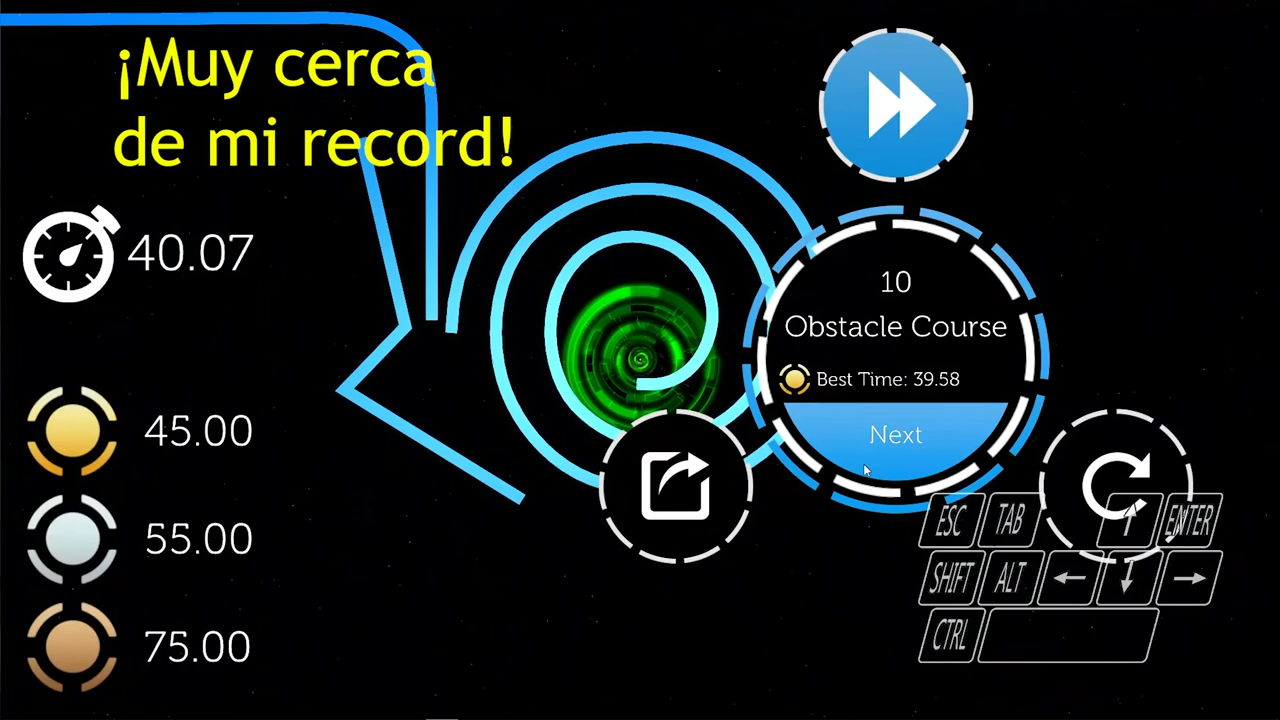 ¡Muy cerca
de mi record!
40.07
45.00
55.00
75.00
10
Obstacle Course
Best Time: 39.58
Next
ESC TAB ↑ ENTER
SHIFT ALT ← ↓ →
CTRL